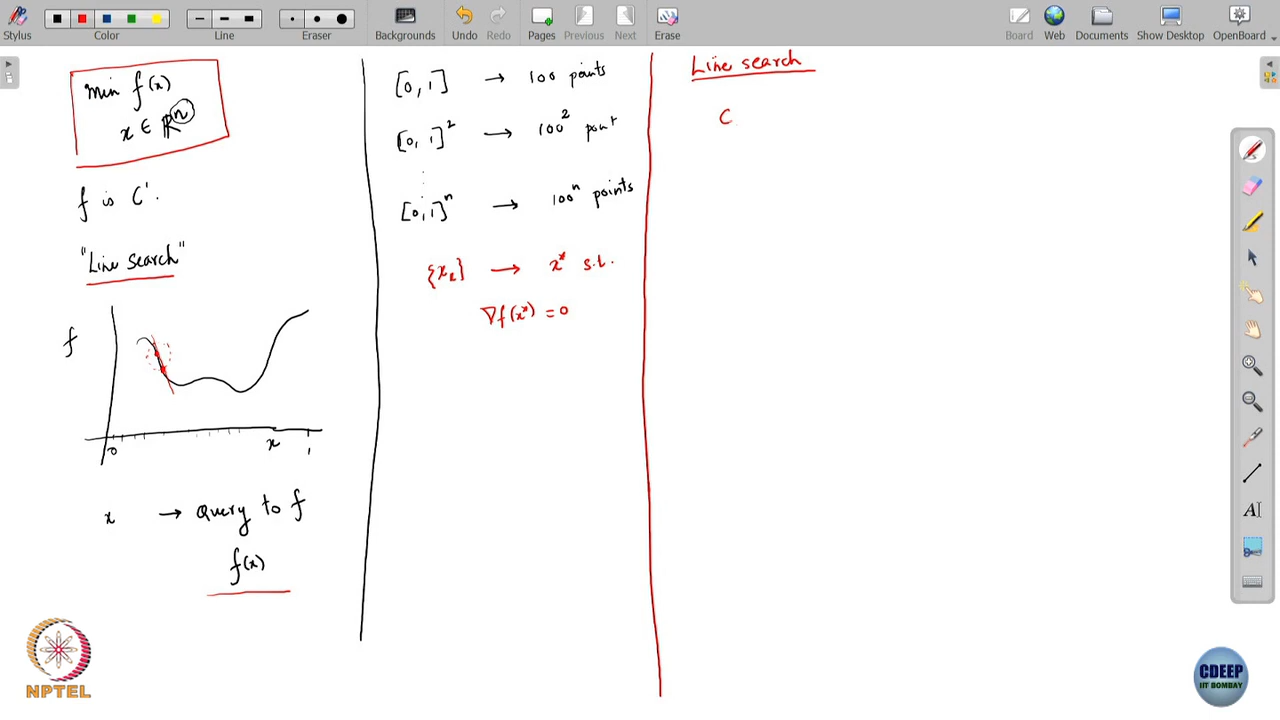 Stylus
Color
Line
Eraser
Backgrounds
Undo
Redo
Pages
Previous
Next
Erase
Board
Web
Documents
Show Desktop
OpenBoard
min f(x)
x ∈ ℝⁿ
f is C'.
"Line search"
f
0
x
1
x → Query to f
f(x)
[0,1] → 100 points
[0,1]² → 100² point
⋮
[0,1]ⁿ → 100ⁿ points
{xₖ} → x* s.t.
∇f(x*) = 0
Line search
C
AI
NPTEL
CDEEP
IIT BOMBAY